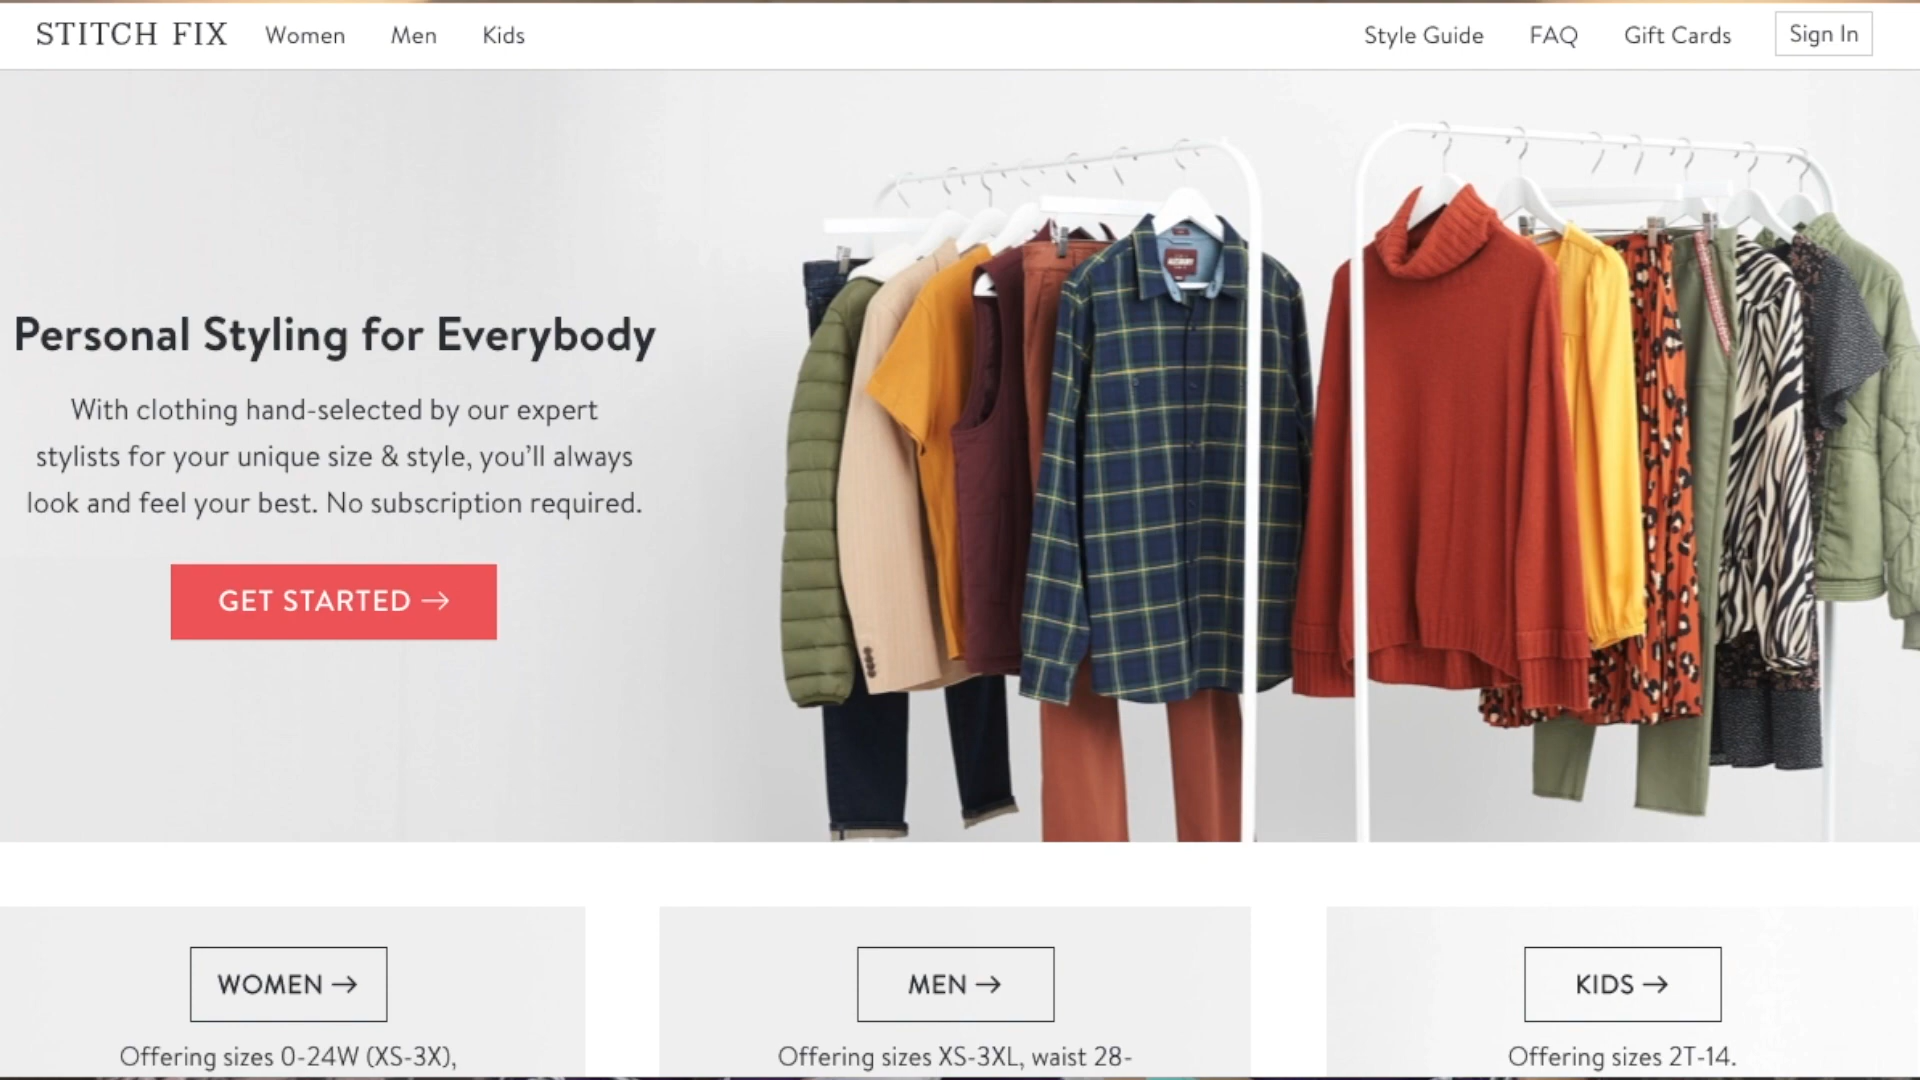 STITCH FIX Women Men Kids Style Guide FAQ Gift Cards Sign In
Personal Styling for Everybody
With clothing hand-selected by our expert
stylists for your unique size & style, you'll always
look and feel your best. No subscription required.
GET STARTED →
WOMEN →
Offering sizes 0-24W (XS-3X),
MEN →
Offering sizes XS-3XL, waist 28-
KIDS →
Offering sizes 2T-14.